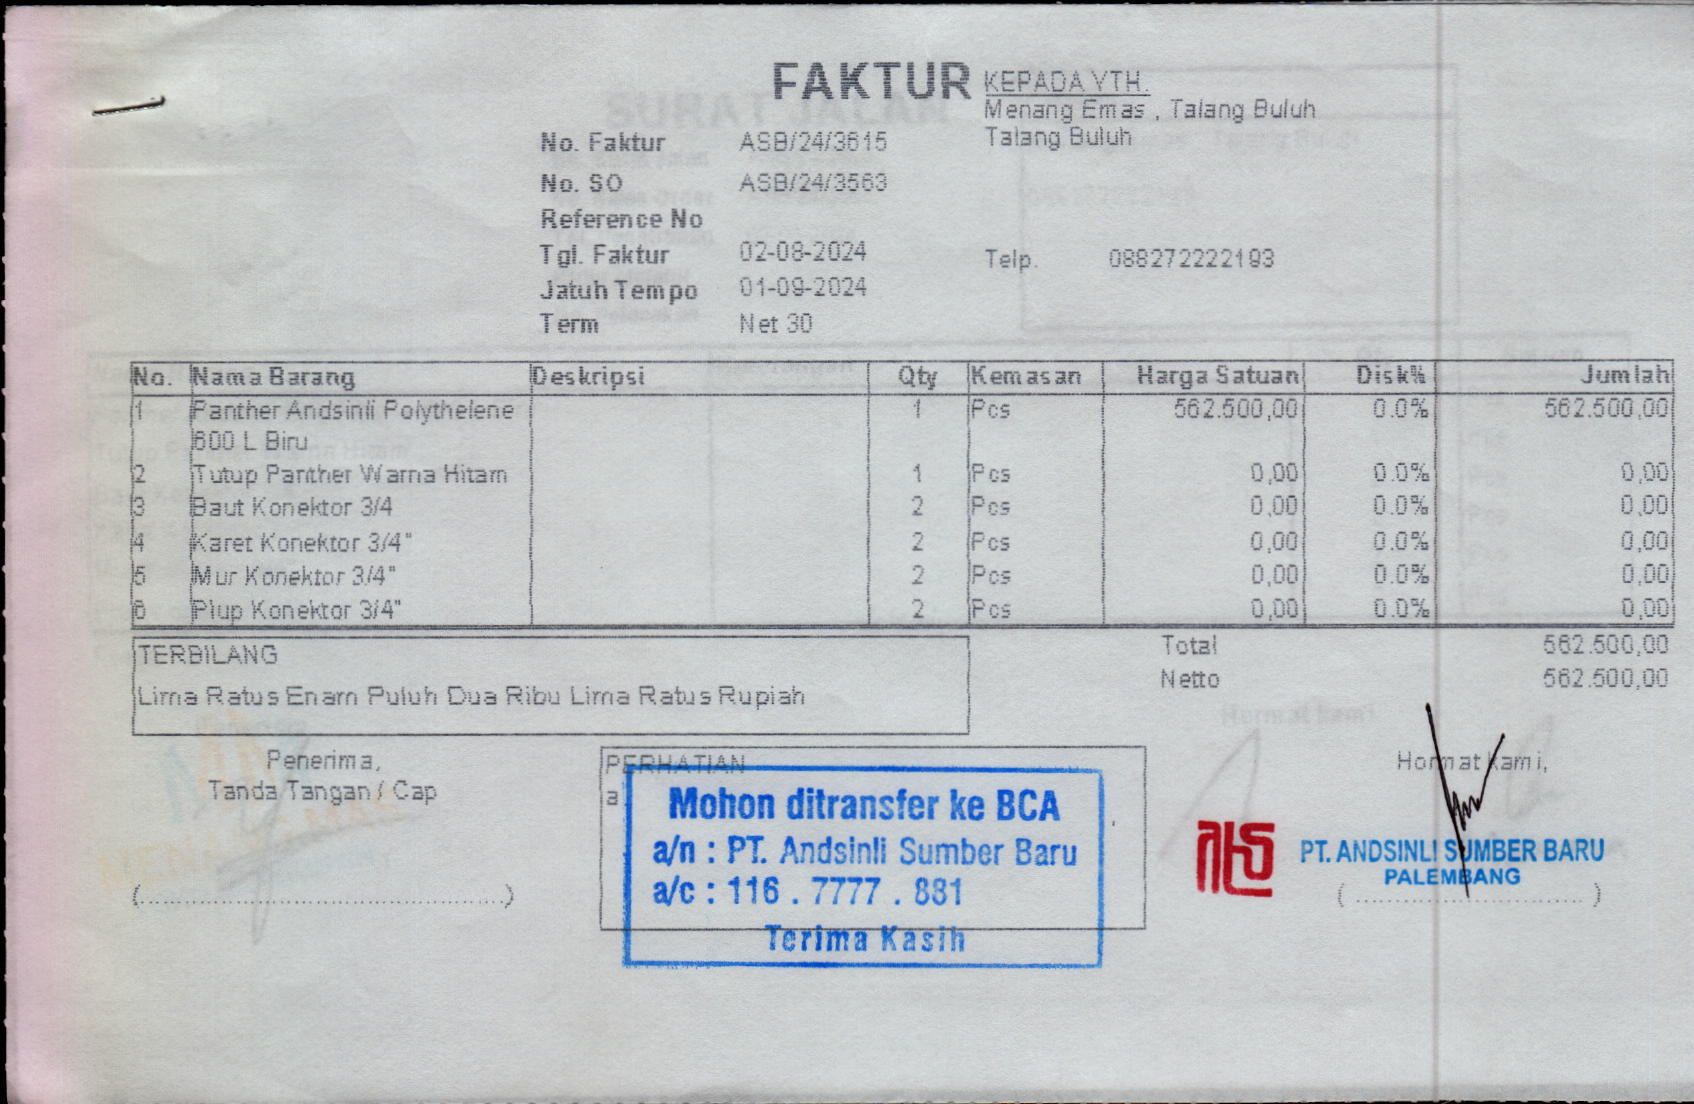 FAKTUR
KEPADA YTH.
Menang Emas , Talang Buluh
Talang Buluh
No. Faktur ASB/24/3615
No. SO ASB/24/3563
Reference No
Tgl. Faktur 02-08-2024
Telp. 088272222193
Jatuh Tempo 01-09-2024
Term Net 30
No. Nama Barang Deskripsi Qty Kemasan Harga Satuan Disk% Jumlah
1 Panther Andsinli Polythelene 1 Pcs 562.500,00 0.0% 562.500,00
600 L Biru
2 Tutup Panther Warna Hitam 1 Pcs 0,00 0.0% 0,00
3 Baut Konektor 3/4 2 Pcs 0,00 0.0% 0,00
4 Karet Konektor 3/4" 2 Pcs 0,00 0.0% 0,00
5 Mur Konektor 3/4" 2 Pcs 0,00 0.0% 0,00
6 Plup Konektor 3/4" 2 Pcs 0,00 0.0% 0,00
Total 562.500,00
Netto 562.500,00
TERBILANG
Lima Ratus Enam Puluh Dua Ribu Lima Ratus Rupiah
Penerima,
Tanda Tangan / Cap
(..............................................)
PERHATIAN
a
Mohon ditransfer ke BCA
a/n : PT. Andsinli Sumber Baru
a/c : 116 . 7777 . 881
Terima Kasih
Hormat kami,
PT. ANDSINLI SUMBER BARU
PALEMBANG
( ............................. )